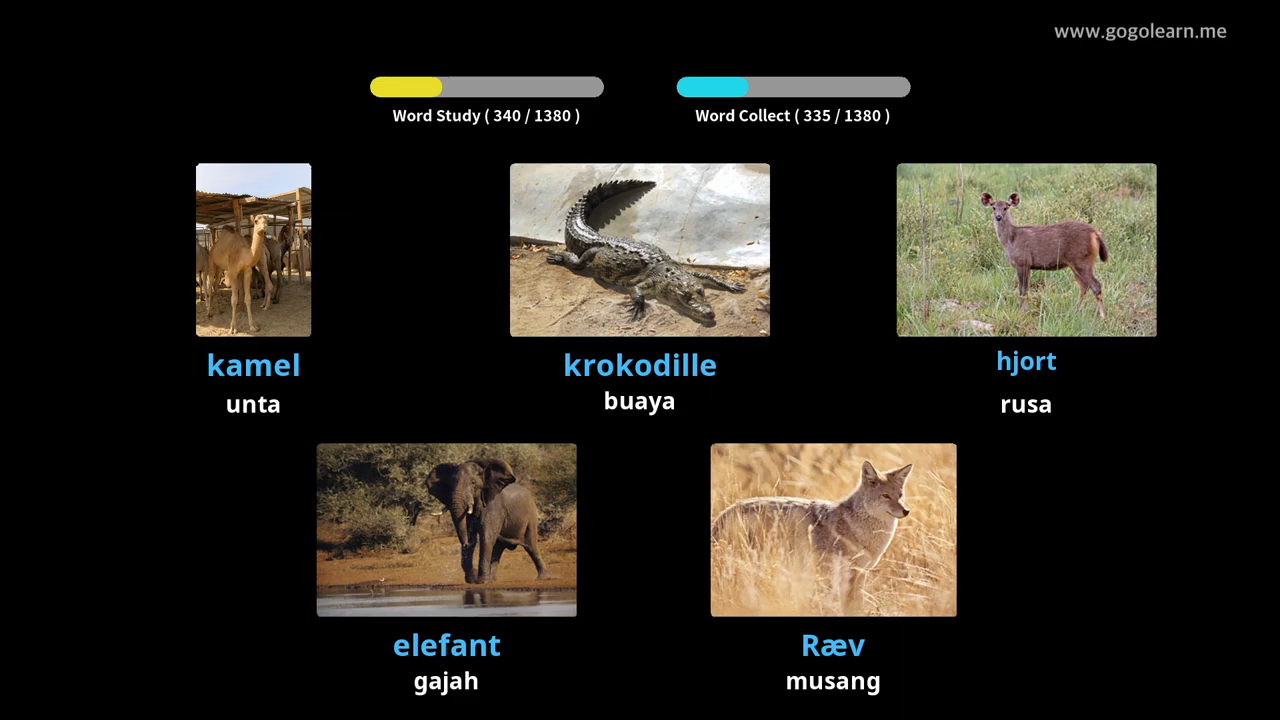 www.gogolearn.me
Word Study ( 340 / 1380 )
Word Collect ( 335 / 1380 )
kamel
unta
krokodille
buaya
hjort
rusa
elefant
gajah
Ræv
musang